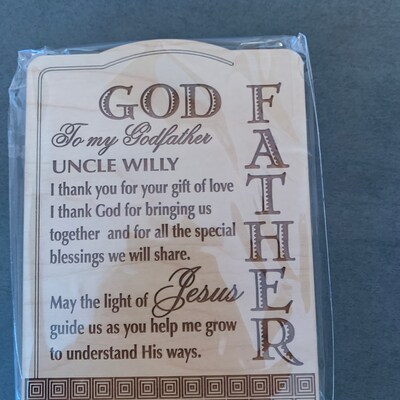 GOD
FATHER
To my Godfather
UNCLE WILLY
I thank you for your gift of love
I thank God for bringing us
together and for all the special
blessings we will share.
May the light of Jesus
guide us as you help me grow
to understand His ways.